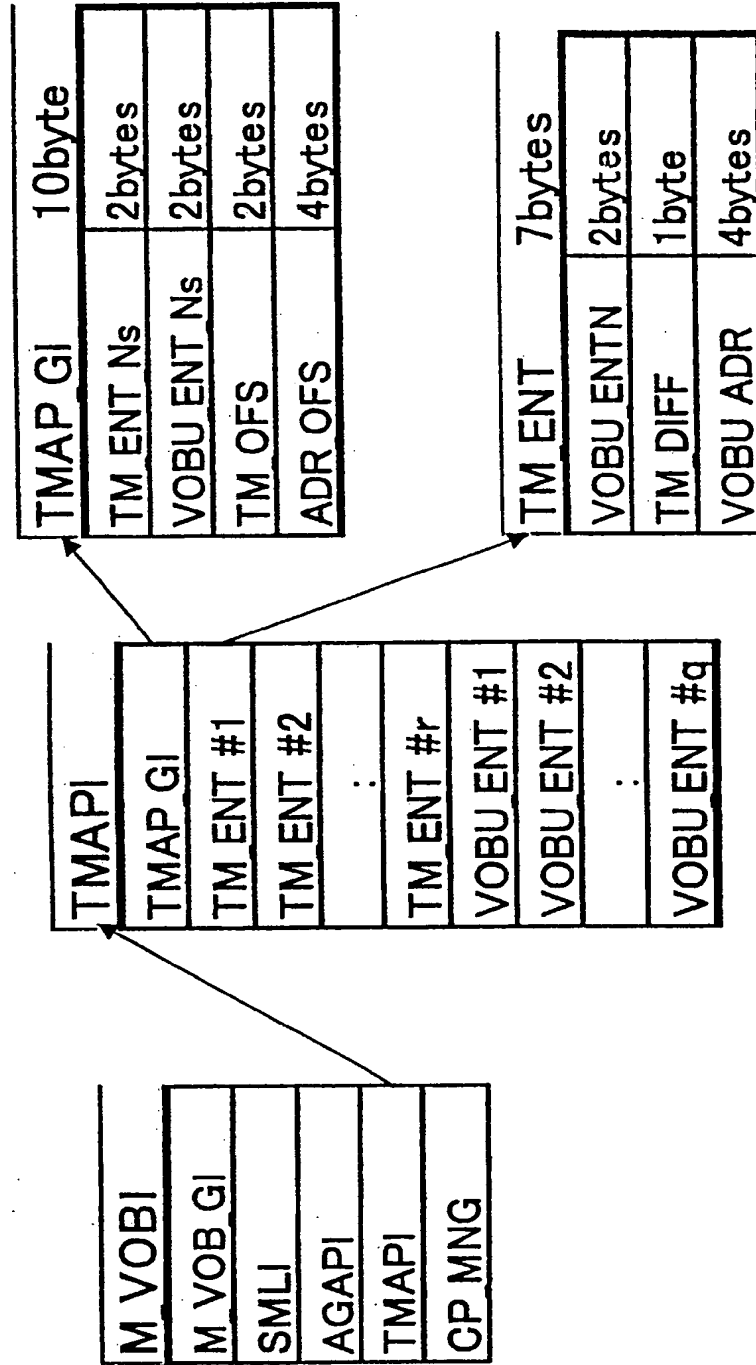 M VOBI
M VOB GI
SMLI
AGAPI
TMAPI
CP MNG
TMAPI
TMAP GI
TM ENT #1
TM ENT #2
:
TM ENT #r
VOBU ENT #1
VOBU ENT #2
:
VOBU ENT #q
TMAP GI 10byte
TM ENT Ns 2bytes
VOBU ENT Ns 2bytes
TM OFS 2bytes
ADR OFS 4bytes
TM ENT 7bytes
VOBU ENTN 2bytes
TM DIFF 1byte
VOBU ADR 4bytes